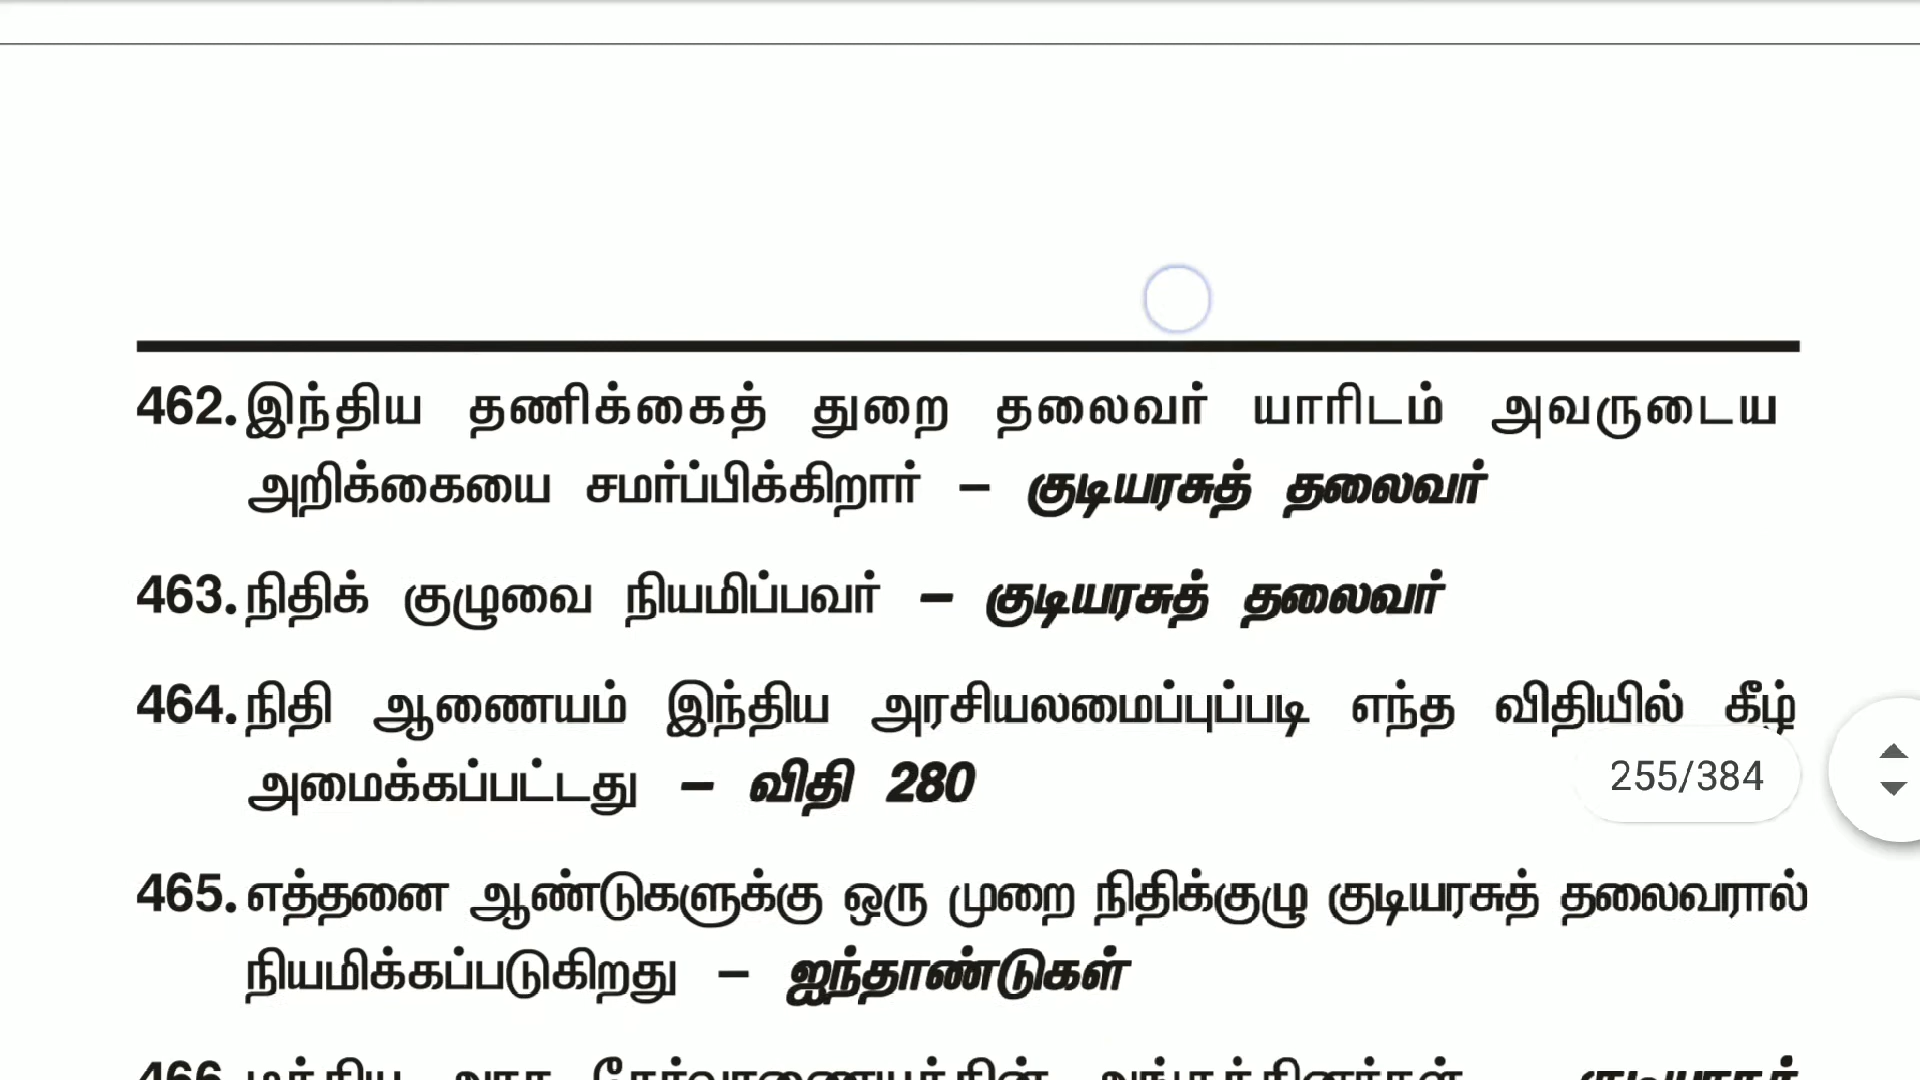 462. இந்திய தணிக்கைத் துறை தலைவர் யாரிடம் அவருடைய
அறிக்கையை சமர்ப்பிக்கிறார் – குடியரசுத் தலைவர்
463. நிதிக் குழுவை நியமிப்பவர் – குடியரசுத் தலைவர்
464. நிதி ஆணையம் இந்திய அரசியலமைப்புப்படி எந்த விதியில் கீழ்
அமைக்கப்பட்டது – விதி 280
255/384
465. எத்தனை ஆண்டுகளுக்கு ஒரு முறை நிதிக்குழு குடியரசுத் தலைவரால்
நியமிக்கப்படுகிறது – ஐந்தாண்டுகள்